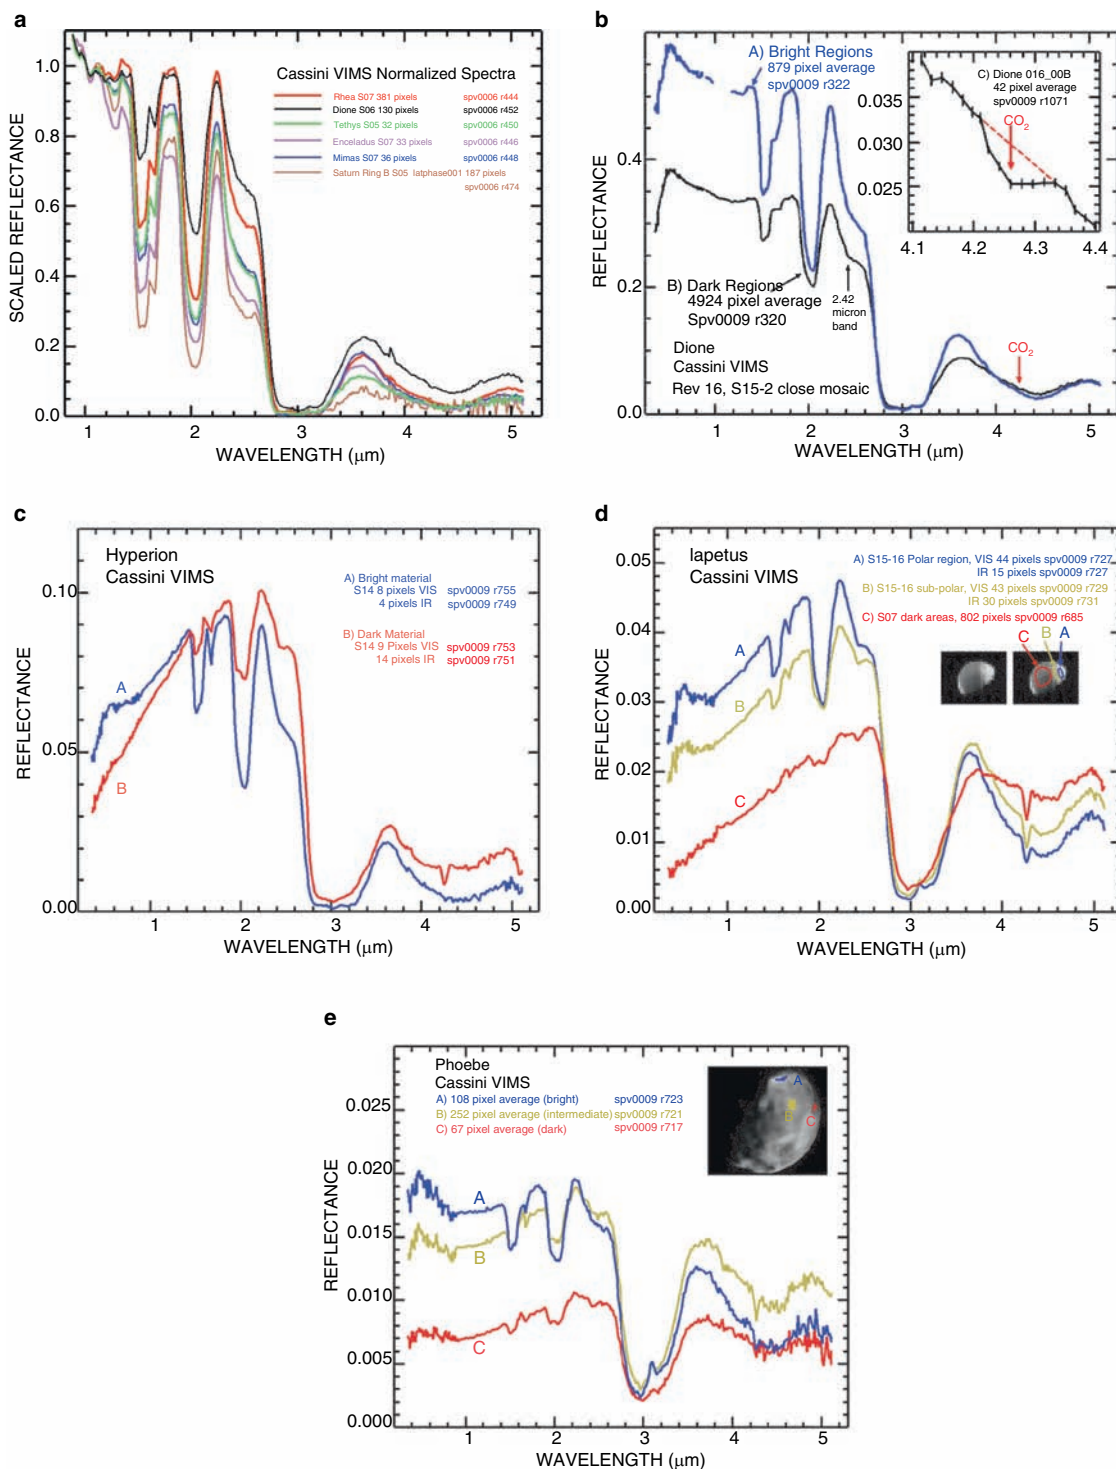 a
Cassini VIMS Normalized Spectra
Rhea S07 381 pixels spv0006 r444
Dione S06 130 pixels spv0006 r452
Tethys S05 32 pixels spv0006 r450
Enceladus S07 33 pixels spv0006 r446
Mimas S07 36 pixels spv0006 r448
Saturn Ring B S05 latphase001 187 pixels
spv0006 r474
SCALED REFLECTANCE
1.0
0.8
0.6
0.4
0.2
0.0
1 2 3 4 5
WAVELENGTH (μm)
b
A) Bright Regions
879 pixel average
spv0009 r322
C) Dione 016_00B
42 pixel average
spv0009 r1071
CO2
0.035
0.030
0.025
4.1 4.2 4.3 4.4
B) Dark Regions
4924 pixel average
Spv0009 r320
2.42
micron
band
CO2
Dione
Cassini VIMS
Rev 16, S15-2 close mosaic
REFLECTANCE
0.4
0.2
0.0
1 2 3 4 5
WAVELENGTH (μm)
c
Hyperion
Cassini VIMS
A) Bright material
S14 8 pixels VIS spv0009 r755
4 pixels IR spv0009 r749
B) Dark Material
S14 9 Pixels VIS spv0009 r753
14 pixels IR spv0009 r751
A
B
REFLECTANCE
0.10
0.05
0.00
1 2 3 4 5
WAVELENGTH (μm)
d
Iapetus
Cassini VIMS
A) S15-16 Polar region, VIS 44 pixels spv0009 r727
IR 15 pixels spv0009 r727
B) S15-16 sub-polar, VIS 43 pixels spv0009 r729
IR 30 pixels spv0009 r731
C) S07 dark areas, 802 pixels spv0009 r685
C B A
A
B
C
REFLECTANCE
0.05
0.04
0.03
0.02
0.01
0.00
1 2 3 4 5
WAVELENGTH (μm)
e
Phoebe
Cassini VIMS
A) 108 pixel average (bright) spv0009 r723
B) 252 pixel average (intermediate) spv0009 r721
C) 67 pixel average (dark) spv0009 r717
A
B
C
A
B
C
REFLECTANCE
0.025
0.020
0.015
0.010
0.005
0.000
1 2 3 4 5
WAVELENGTH (μm)